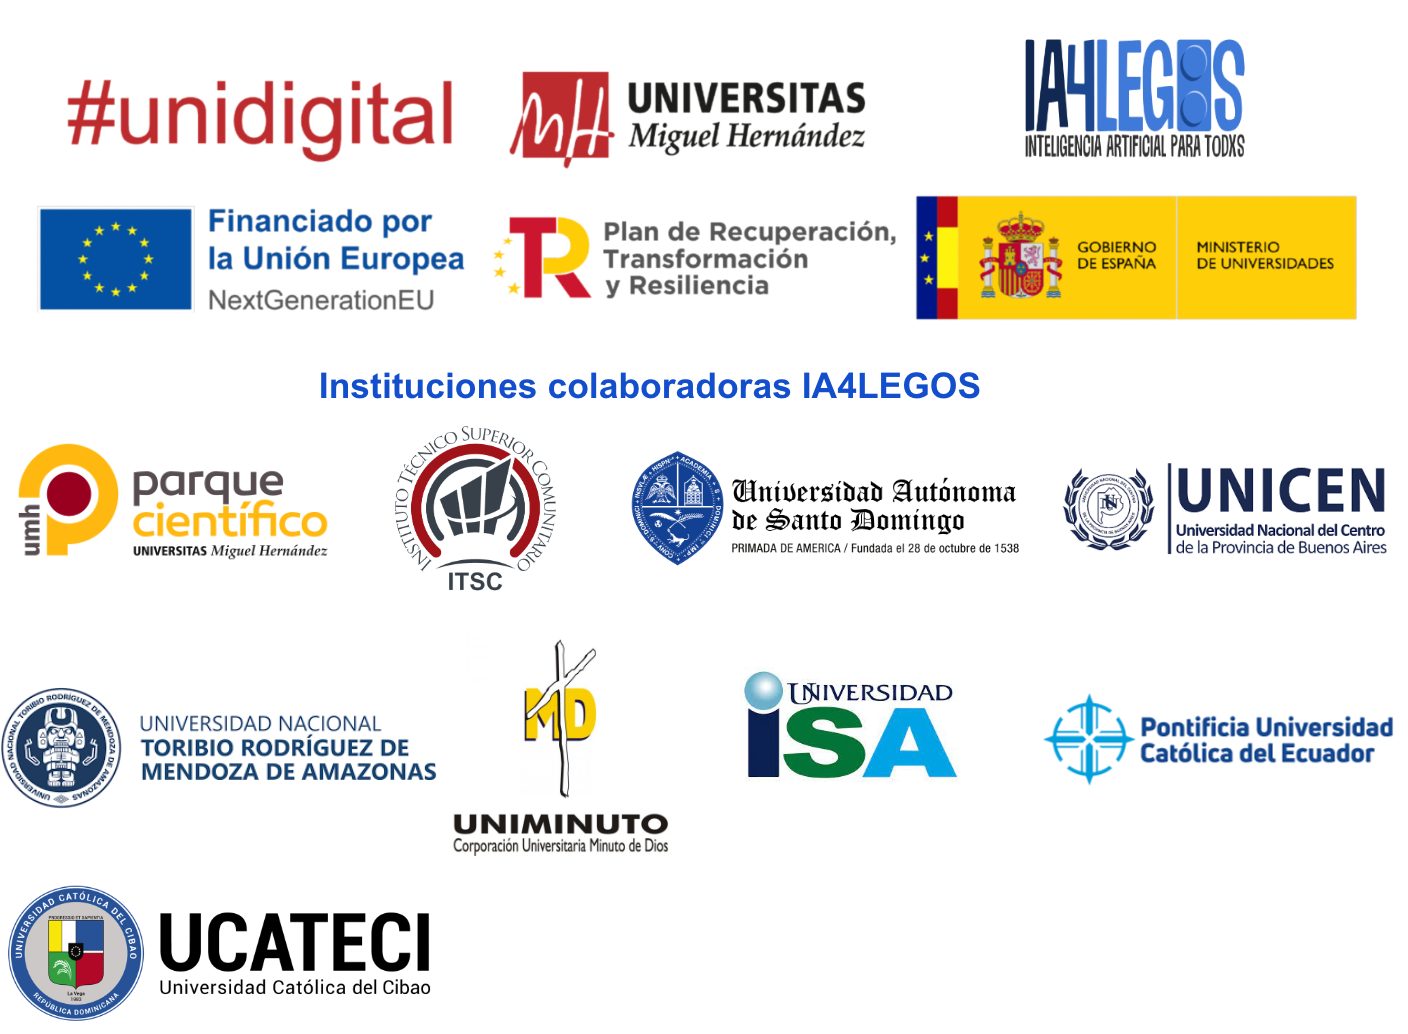 #unidigital
UNIVERSITAS
Miguel Hernández
IA4LEGOS
INTELIGENCIA ARTIFICIAL PARA TODXS
Financiado por
la Unión Europea
NextGenerationEU
TR
Plan de Recuperación,
Transformación
y Resiliencia
GOBIERNO
DE ESPAÑA
MINISTERIO
DE UNIVERSIDADES
Instituciones colaboradoras IA4LEGOS
umh
parque
científico
UNIVERSITAS Miguel Hernández
INSTITUTO TÉCNICO SUPERIOR COMUNITARIO
ITSC
Universidad Autónoma
de Santo Domingo
PRIMADA DE AMERICA / Fundada el 28 de octubre de 1538
UNICEN
Universidad Nacional del Centro
de la Provincia de Buenos Aires
UNIVERSIDAD NACIONAL TORIBIO RODRÍGUEZ DE MENDOZA DE AMAZONAS
UNIVERSIDAD NACIONAL
TORIBIO RODRÍGUEZ DE
MENDOZA DE AMAZONAS
MD
UNIMINUTO
Corporación Universitaria Minuto de Dios
UNIVERSIDAD
iSA
Pontificia Universidad
Católica del Ecuador
UNIVERSIDAD CATÓLICA DEL CIBAO
La Vega
1983
REPÚBLICA DOMINICANA
UCATECI
Universidad Católica del Cibao